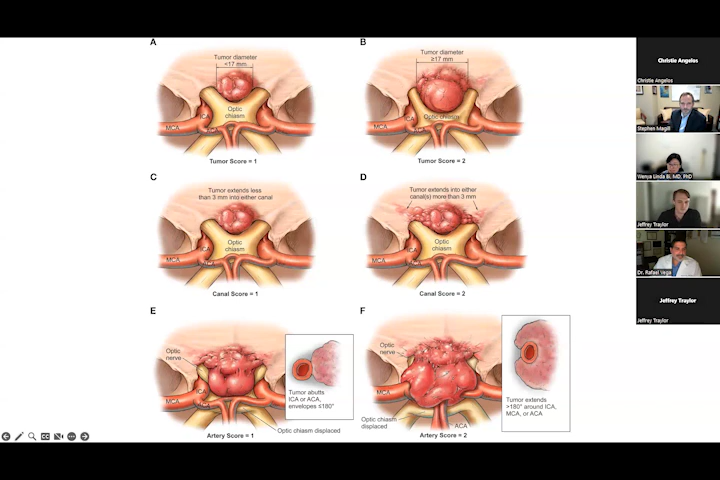 A
Tumor diameter
<17 mm
ICA
Optic
chiasm
MCA
Tumor Score = 1
B
Tumor diameter
≥17 mm
ICA
Optic chiasm
MCA
ACA
Tumor Score = 2
C
Tumor extends less
than 3 mm into either canal
ICA
Optic
chiasm
MCA
Canal Score = 1
D
Tumor extends into either
canal(s) more than 3 mm
ICA
Optic
chiasm
MCA
Canal Score = 2
E
Optic
nerve
ICA
MCA
Tumor abutts
ICA or ACA,
envelopes ≤180°
Optic chiasm displaced
Artery Score = 1
F
Optic
nerve
MCA
Optic chiasm
displaced
ACA
Tumor extends
>180° around ICA,
MCA, or ACA
Artery Score = 2
Christie Angelos
Christie Angelos
Stephen Magill
Wenya Linda Bi, MD, PhD
Jeffrey Traylor
Dr. Rafael Vega
Jeffrey Traylor
Jeffrey Traylor
CC